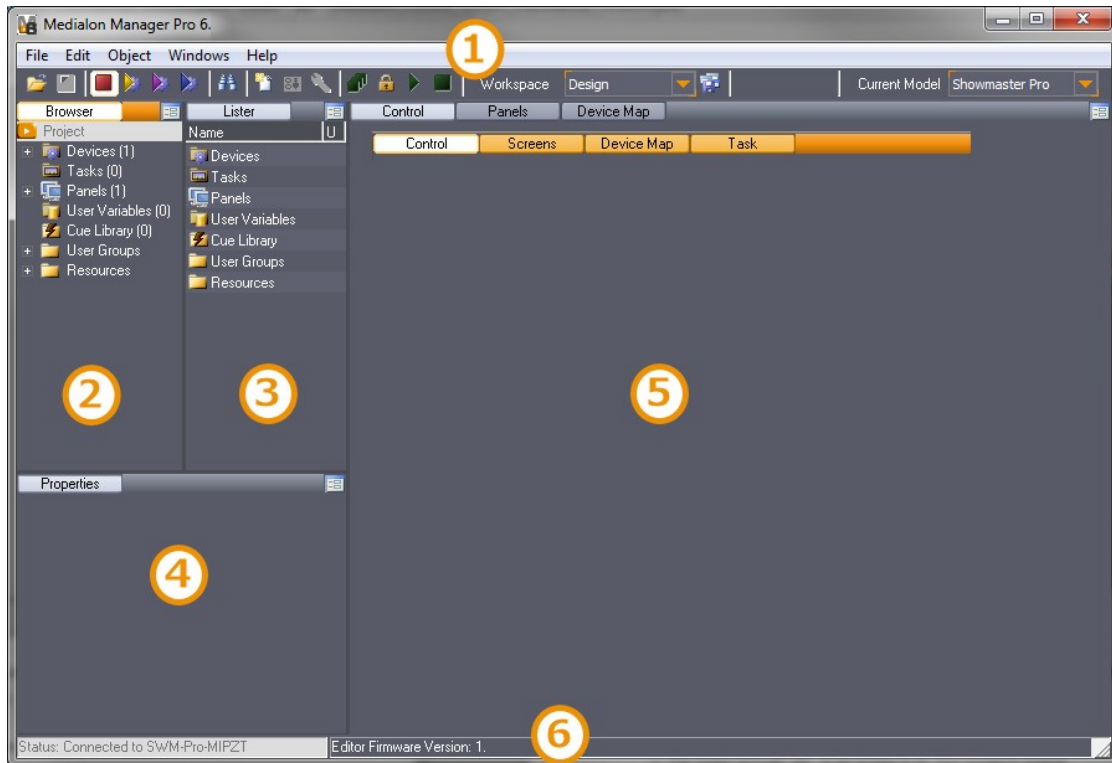 Medialon Manager Pro 6.
File Edit Object Windows Help
1
Workspace Design Current Model Showmaster Pro
Browser Lister Control Panels Device Map
Project Name U
Control Screens Device Map Task
Devices (1)
Tasks (0)
Panels (1)
User Variables (0)
Cue Library (0)
User Groups
Resources
Devices
Tasks
Panels
User Variables
Cue Library
User Groups
Resources
2
3
5
Properties
4
6
Status: Connected to SWM-Pro-MIPZT Editor Firmware Version: 1.